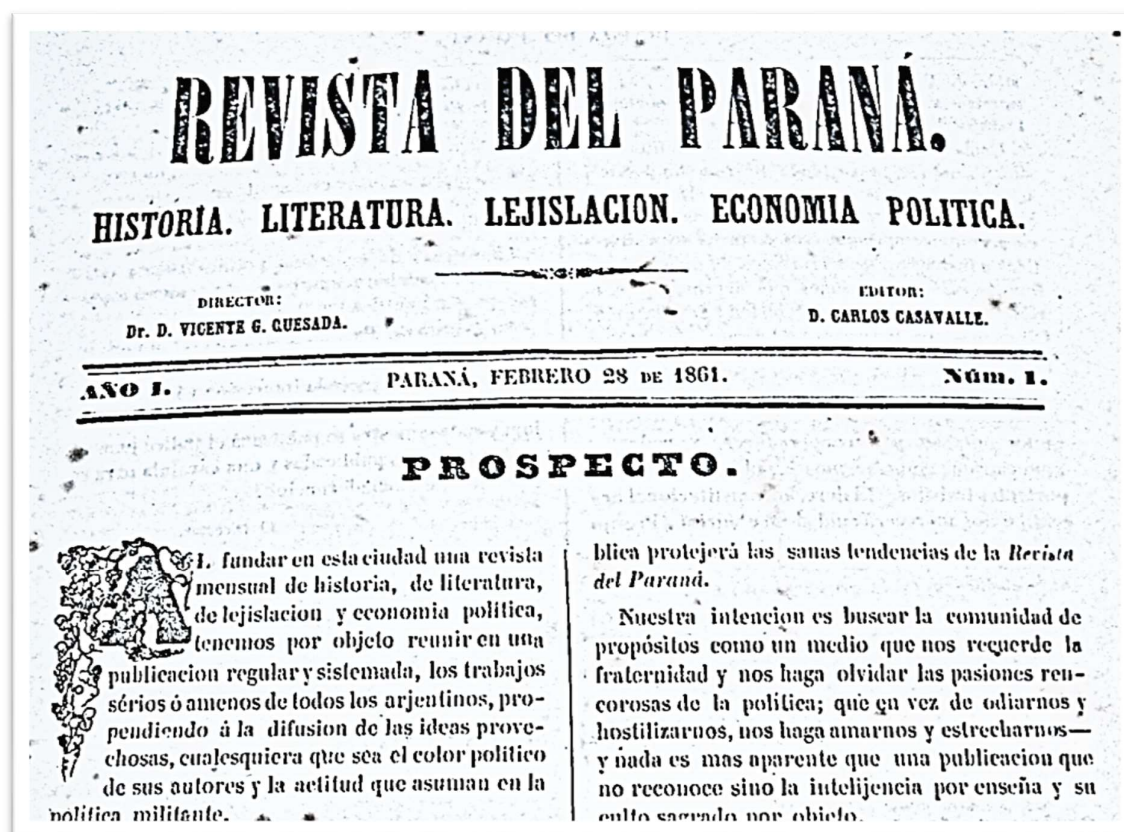 REVISTA DEL PARANÁ.
HISTORIA. LITERATURA. LEJISLACION. ECONOMIA POLITICA.
DIRECTOR:
Dr. D. VICENTE G. QUESADA.
EDITOR:
D. CARLOS CASAVALLE.
AÑO I. PARANÁ, FEBRERO 28 DE 1861. Núm. 1.
PROSPECTO.
AL fundar en esta ciudad una revista
mensual de historia, de literatura,
de lejislacion y economia política,
tenemos por objeto reunir en una
publicacion regular y sistemada, los trabajos
sérios ó amenos de todos los arjentinos, pro-
pendiendo á la difusion de las ideas prove-
chosas, cualesquiera que sea el color politico
de sus autores y la actitud que asuman en la
política militante.
blica protejerá las sanas tendencias de la Revista
del Paraná.
Nuestra intencion es buscar la comunidad de
propósitos como un medio que nos recuerde la
fraternidad y nos haga olvidar las pasiones ren-
corosas de la política; que en vez de odiarnos y
hostilizarnos, nos haga amarnos y estrecharnos—
y nada es mas aparente que una publicacion que
no reconoce sino la intelijencia por enseña y su
culto sagrado por objeto.